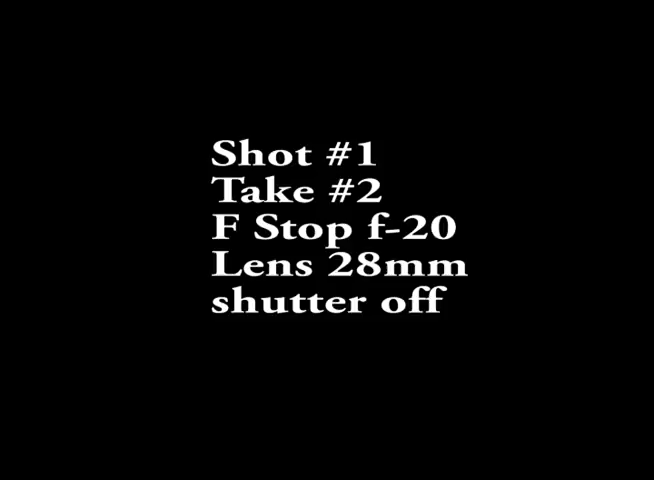 Shot #1
Take #2
F Stop f-20
Lens 28mm
shutter off